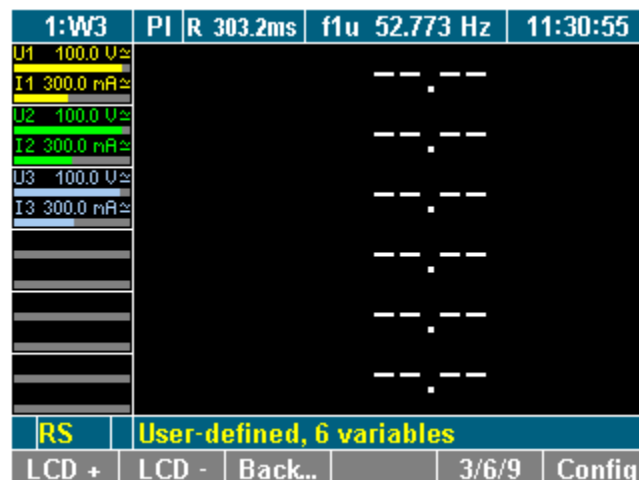 1:W3 PI R 303.2ms f1u 52.773 Hz 11:30:55
U1 100.0 V≃
--.--
I1 300.0 mA≃
U2 100.0 V≃
--.--
I2 300.0 mA≃
U3 100.0 V≃
--.--
I3 300.0 mA≃
--.--
--.--
--.--
RS User-defined, 6 variables
LCD + LCD - Back... 3/6/9 Config